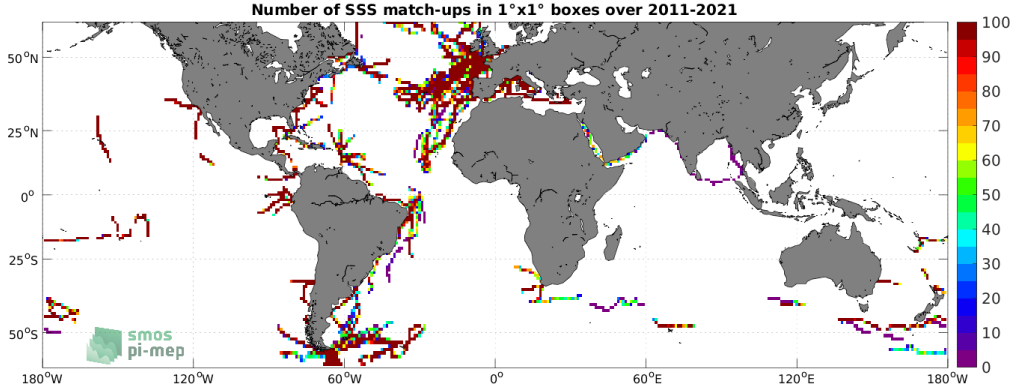 Number of SSS match-ups in 1°x1° boxes over 2011-2021
50°N
25°N
0°
25°S
50°S
180°W
120°W
60°W
0°
60°E
120°E
180°W
100
90
80
70
60
50
40
30
20
10
0
smos
pi-mep